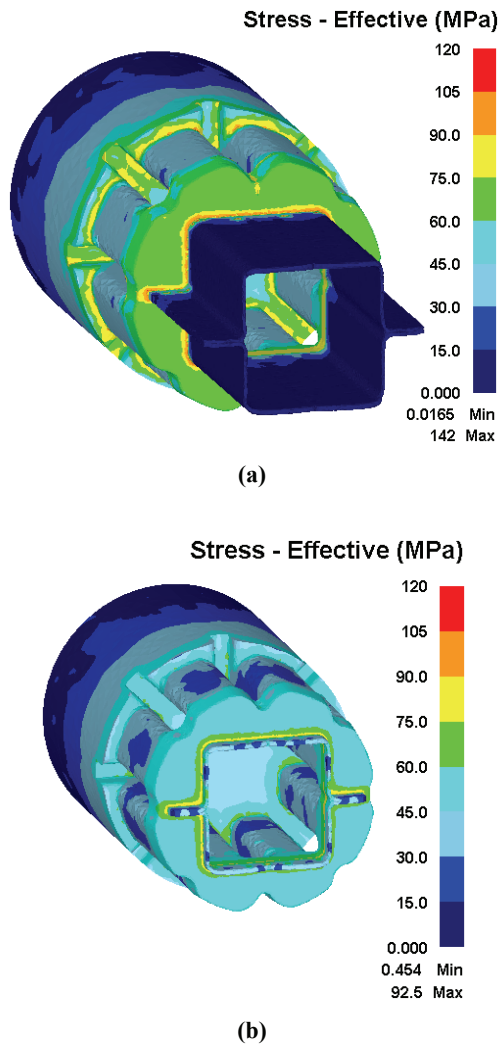 Stress - Effective (MPa)
120
105
90.0
75.0
60.0
45.0
30.0
15.0
0.000
0.0165 Min
142 Max
(a)
Stress - Effective (MPa)
120
105
90.0
75.0
60.0
45.0
30.0
15.0
0.000
0.454 Min
92.5 Max
(b)